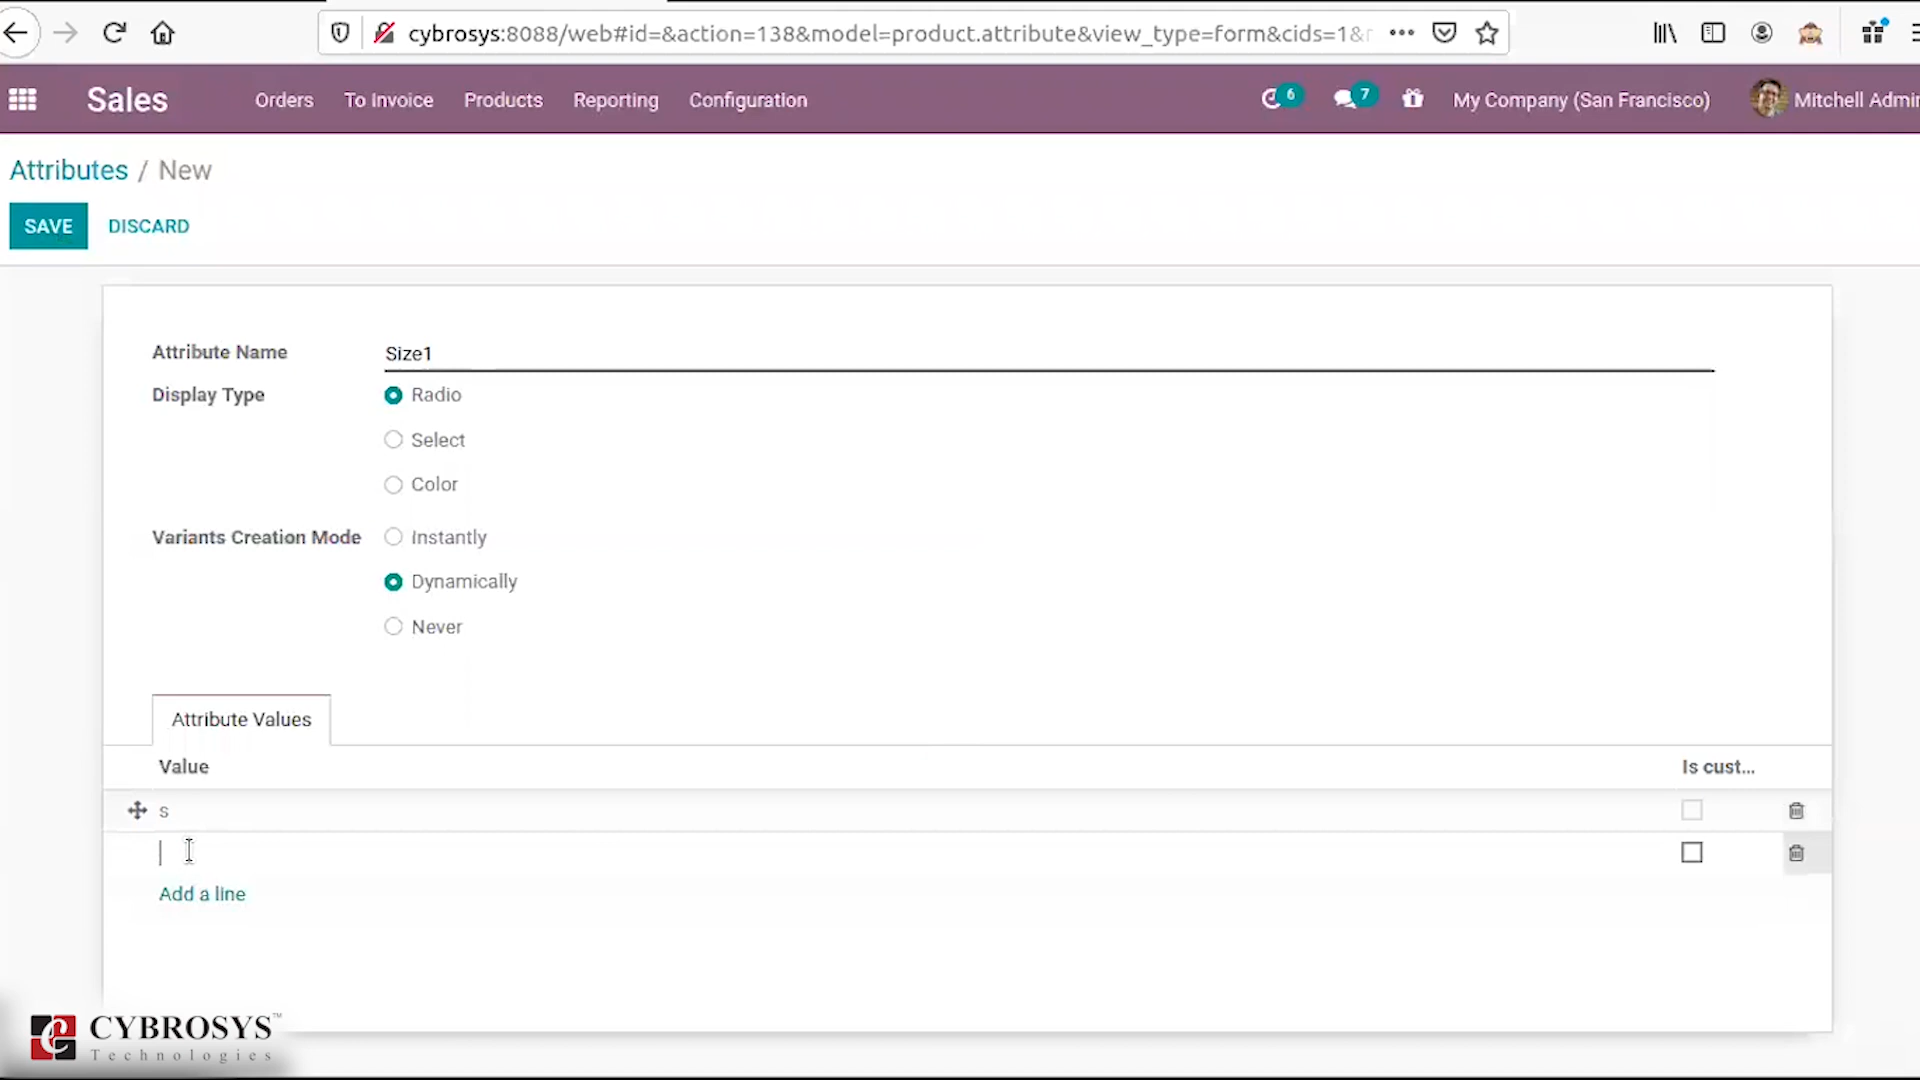 cybrosys:8088/web#id=&action=138&model=product.attribute&view_type=form&cids=1&r
Sales
Orders
To Invoice
Products
Reporting
Configuration
6
7
My Company (San Francisco)
Mitchell Admin
Attributes / New
SAVE
DISCARD
Attribute Name
Size1
Display Type
Radio
Select
Color
Variants Creation Mode
Instantly
Dynamically
Never
Attribute Values
Value
Is cust...
s
Add a line
CYBROSYS™
Technologies